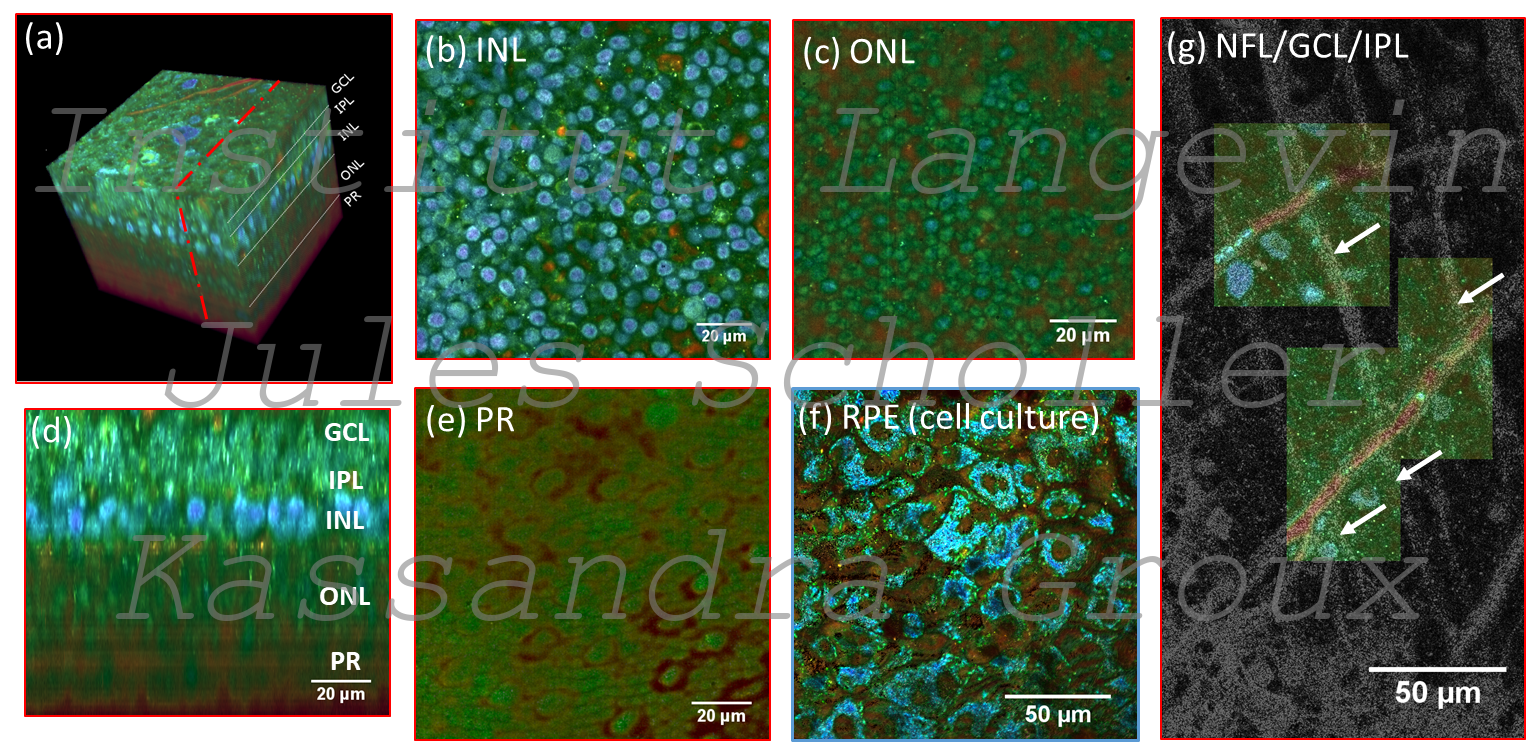 (a)
GCL
IPL
INL
ONL
PR
(b) INL
20 µm
(c) ONL
20 µm
(d)
GCL
IPL
INL
ONL
PR
20 µm
(e) PR
20 µm
(f) RPE (cell culture)
50 µm
(g) NFL/GCL/IPL
50 µm
Institut Langevin
Jules Scholler
Kassandra Groux